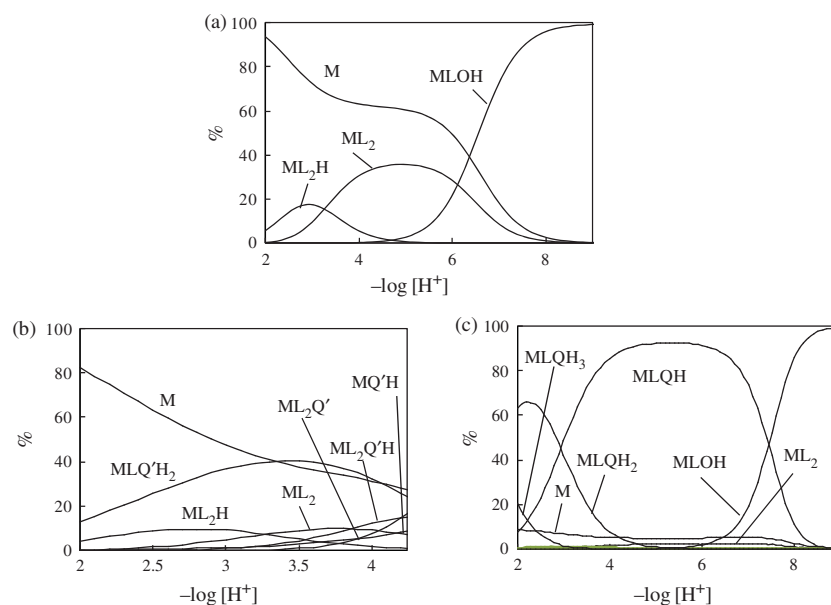 (a)
100
80
60
40
20
0
%
M
MLOH
ML₂
ML₂H
2 4 6 8
–log [H⁺]
(b)
100
80
60
40
20
0
%
M
MLQ′H₂
ML₂H
ML₂
ML₂Q′
MQ′H
ML₂Q′H
2 2.5 3 3.5 4
–log [H⁺]
(c)
100
80
60
40
20
0
%
MLQH₃
MLQH
MLQH₂
M
MLOH
ML₂
2 4 6 8
–log [H⁺]